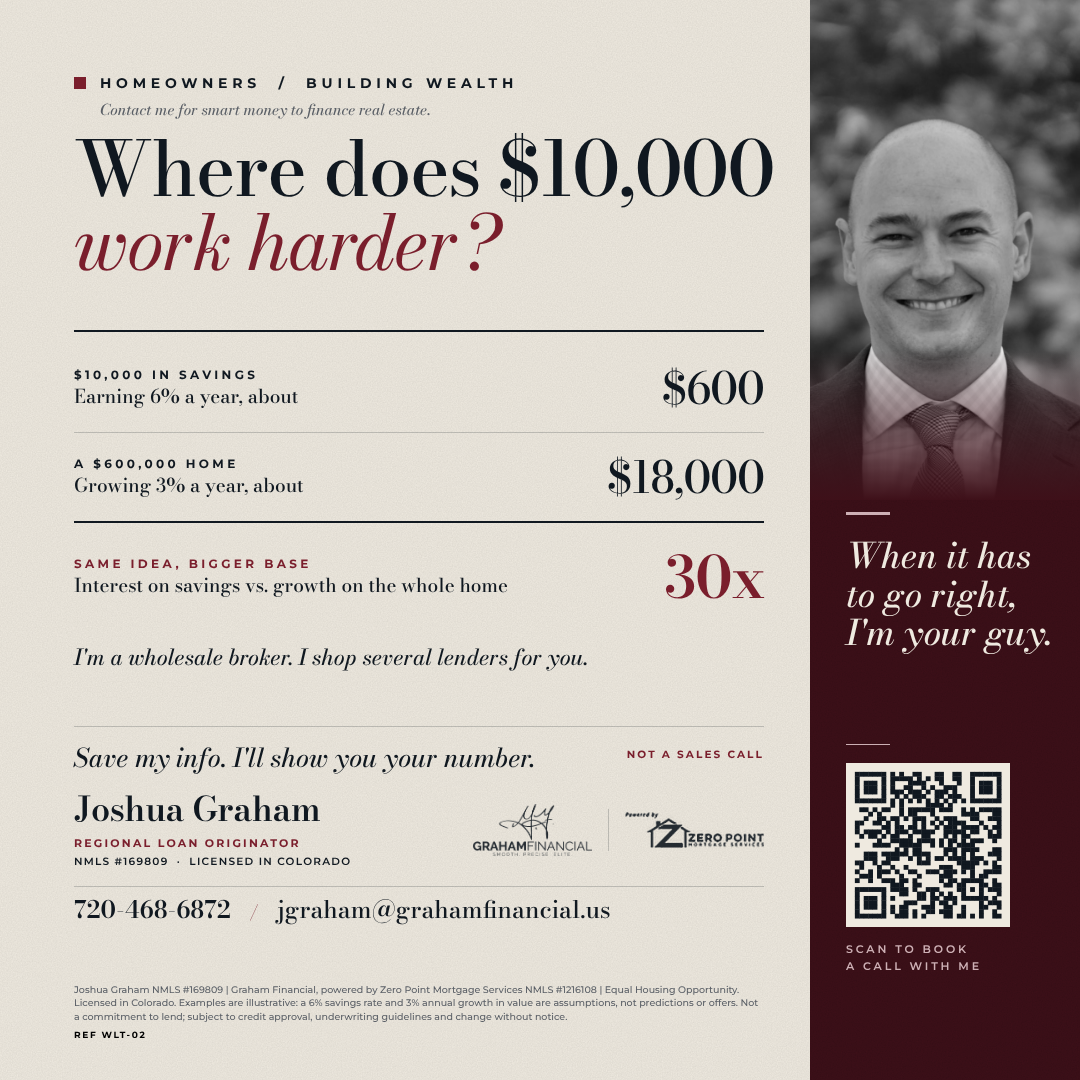 HOMEOWNERS / BUILDING WEALTH
Contact me for smart money to finance real estate.
Where does $10,000
work harder?
$10,000 IN SAVINGS
Earning 6% a year, about
$600
A $600,000 HOME
Growing 3% a year, about
$18,000
SAME IDEA, BIGGER BASE
Interest on savings vs. growth on the whole home
30x
I'm a wholesale broker. I shop several lenders for you.
Save my info. I'll show you your number.
NOT A SALES CALL
Joshua Graham
REGIONAL LOAN ORIGINATOR
NMLS #169809 · LICENSED IN COLORADO
GRAHAMFINANCIAL
SMOOTH. PRECISE. ELITE.
Powered by
ZERO POINT
MORTGAGE SERVICES
720-468-6872 / jgraham@grahamfinancial.us
Joshua Graham NMLS #169809 | Graham Financial, powered by Zero Point Mortgage Services NMLS #1216108 | Equal Housing Opportunity.
Licensed in Colorado. Examples are illustrative: a 6% savings rate and 3% annual growth in value are assumptions, not predictions or offers. Not
a commitment to lend; subject to credit approval, underwriting guidelines and change without notice.
REF WLT-02
When it has
to go right,
I'm your guy.
SCAN TO BOOK
A CALL WITH ME